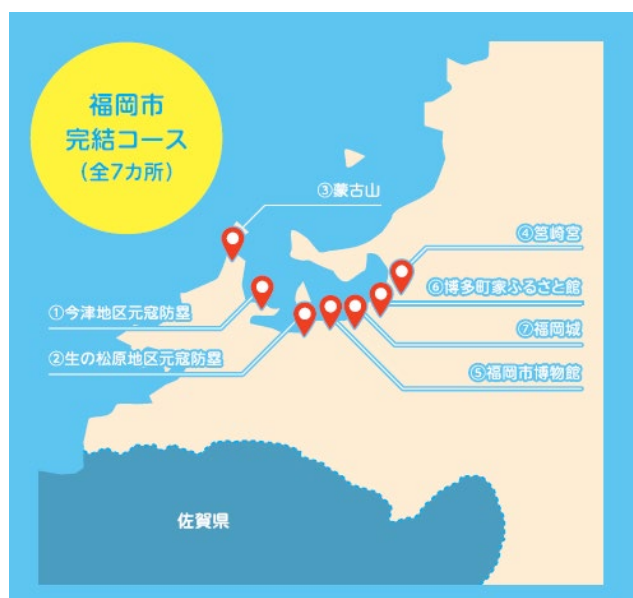 福岡市
完結コース
(全7カ所)
③蒙古山
④筥崎宮
①今津地区元寇防塁
⑥博多町家ふるさと館
⑦福岡城
②生の松原地区元寇防塁
⑤福岡市博物館
佐賀県